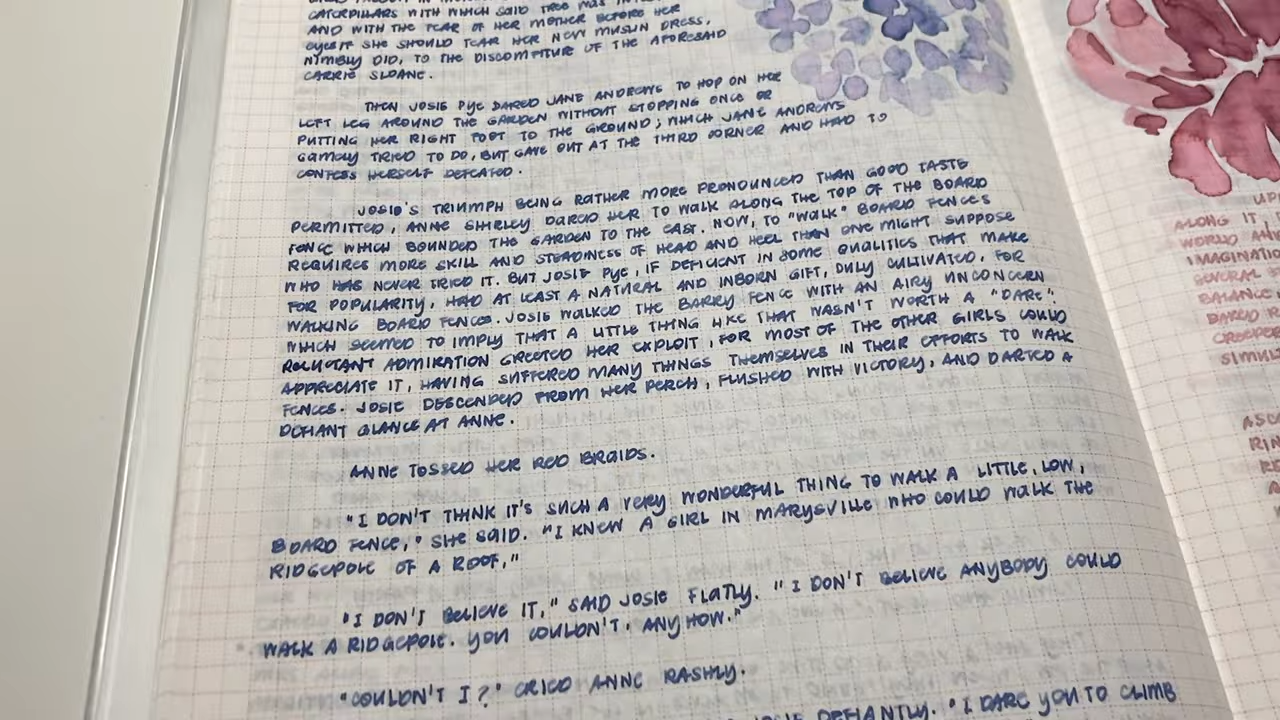 CATERPILLARS WITH WHICH SAID TREE WAS
AND WITH THE FEAR OF HER MOTHER BEFORE HER
eyes IF SHE SHOULD TEAR HER NEW MUSLIN DRESS,
NIMBLY DID, TO THE DISCOMFITURE OF THE AFORESAID
CARRIE SLOANE.
THEN JOSIE PYE DARED JANE ANDREWS TO HOP ON HER
LEFT LEG AROUND THE GARDEN WITHOUT STOPPING ONCE OR
PUTTING HER RIGHT FOOT TO THE GROUND; WHICH JANE ANDREWS
GAMELY TRIED TO DO, BUT GAVE OUT AT THE THIRD CORNER AND HAD TO
CONFESS HERSELF DEFEATED.
JOSIE'S TRIUMPH BEING RATHER MORE PRONOUNCED THAN GOOD TASTE
PERMITTED, ANNE SHIRLEY DARED HER TO WALK ALONG THE TOP OF THE BOARD
FENCE WHICH BOUNDED THE GARDEN TO THE EAST. NOW, TO "WALK" BOARD FENCES
REQUIRES MORE SKILL AND STEADINESS OF HEAD AND HEEL THAN ONE MIGHT SUPPOSE
WHO HAS NEVER TRIED IT. BUT JOSIE PYE, IF DEFICIENT IN SOME QUALITIES THAT MAKE
FOR POPULARITY, HAD AT LEAST A NATURAL AND INBORN GIFT, DULY CULTIVATED, FOR
WALKING BOARD FENCES. JOSIE WALKED THE BARRY FENCE WITH AN AIRY UNCONCERN
WHICH SEEMED TO IMPLY THAT A LITTLE THING LIKE THAT WASN'T WORTH A "DARE".
RELUCTANT ADMIRATION GREETED HER EXPLOIT, FOR MOST OF THE OTHER GIRLS COULD
APPRECIATE IT, HAVING SUFFERED MANY THINGS THEMSELVES IN THEIR EFFORTS TO WALK
FENCES. JOSIE DESCENDED FROM HER PERCH, FLUSHED WITH VICTORY, AND DARTED A
DEFIANT GLANCE AT ANNE.
ANNE TOSSED HER RED BRAIDS.
"I DON'T THINK IT'S SUCH A VERY WONDERFUL THING TO WALK A LITTLE, LOW,
BOARD FENCE," SHE SAID. "I KNEW A GIRL IN MARYSVILLE WHO COULD WALK THE
RIDGEPOLE OF A ROOF,"
"I DON'T BELIEVE IT," SAID JOSIE FLATLY. "I DON'T BELIEVE ANYBODY COULD
WALK A RIDGEPOLE. YOU COULDN'T, ANYHOW."
"COULDN'T I?" CRIED ANNE RASHLY.
DEFIANTLY. "I DARE YOU TO CLIMB
UP
ALONG IT,
WORLD AND
IMAGINATION
SEVERAL
BALANCE
DARED
SIMUL